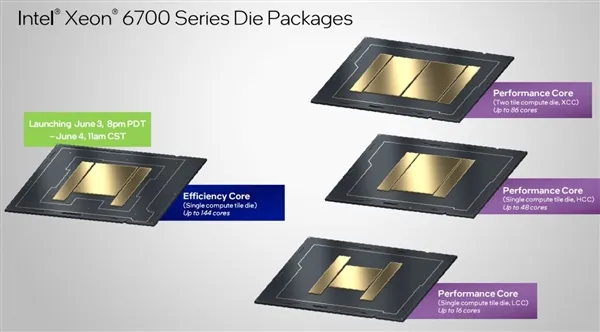 Intel® Xeon® 6700 Series Die Packages
Launching June 3, 8pm PDT
– June 4, 11am CST
Efficiency Core
(Single compute tile die)
Up to 144 cores
Performance Core
(Two tile compute die, XCC)
Up to 86 cores
Performance Core
(Single compute tile die, HCC)
Up to 48 cores
Performance Core
(Single compute tile die, LCC)
Up to 16 cores